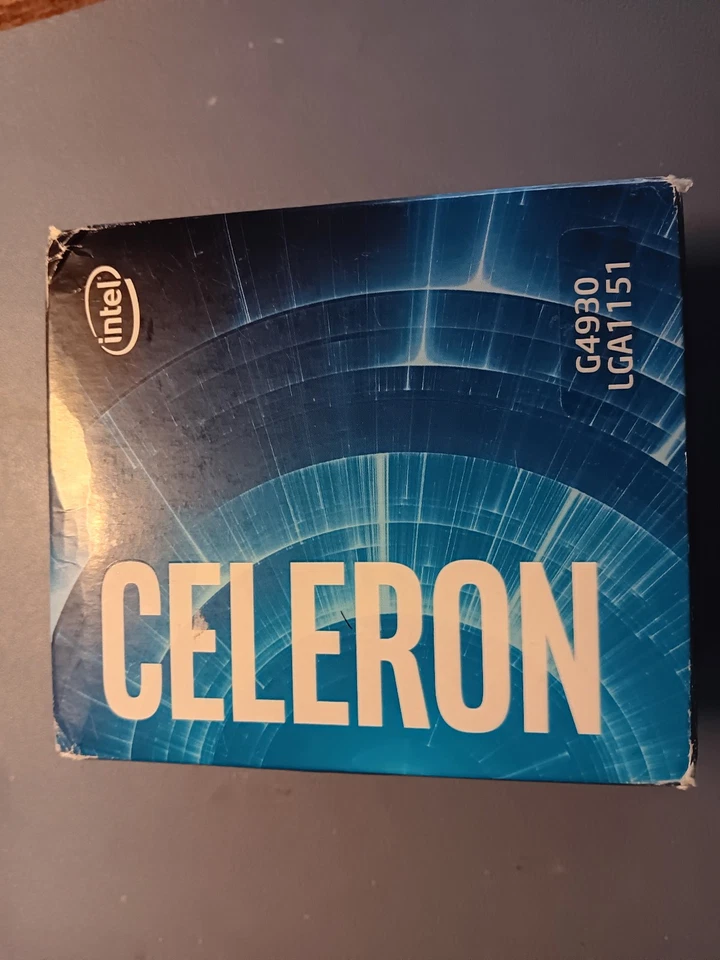 intel
G4930
LGA1151
CELERON